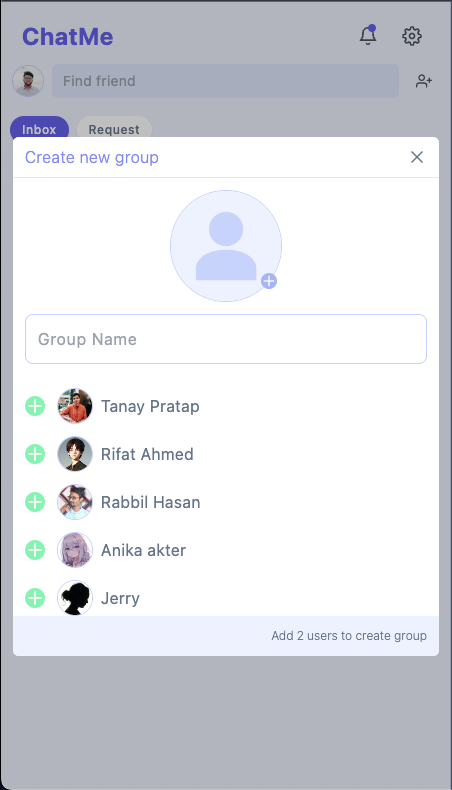 ChatMe
Find friend
Inbox Request
Create new group
Group Name
Tanay Pratap
Rifat Ahmed
Rabbil Hasan
Anika akter
Jerry
Add 2 users to create group